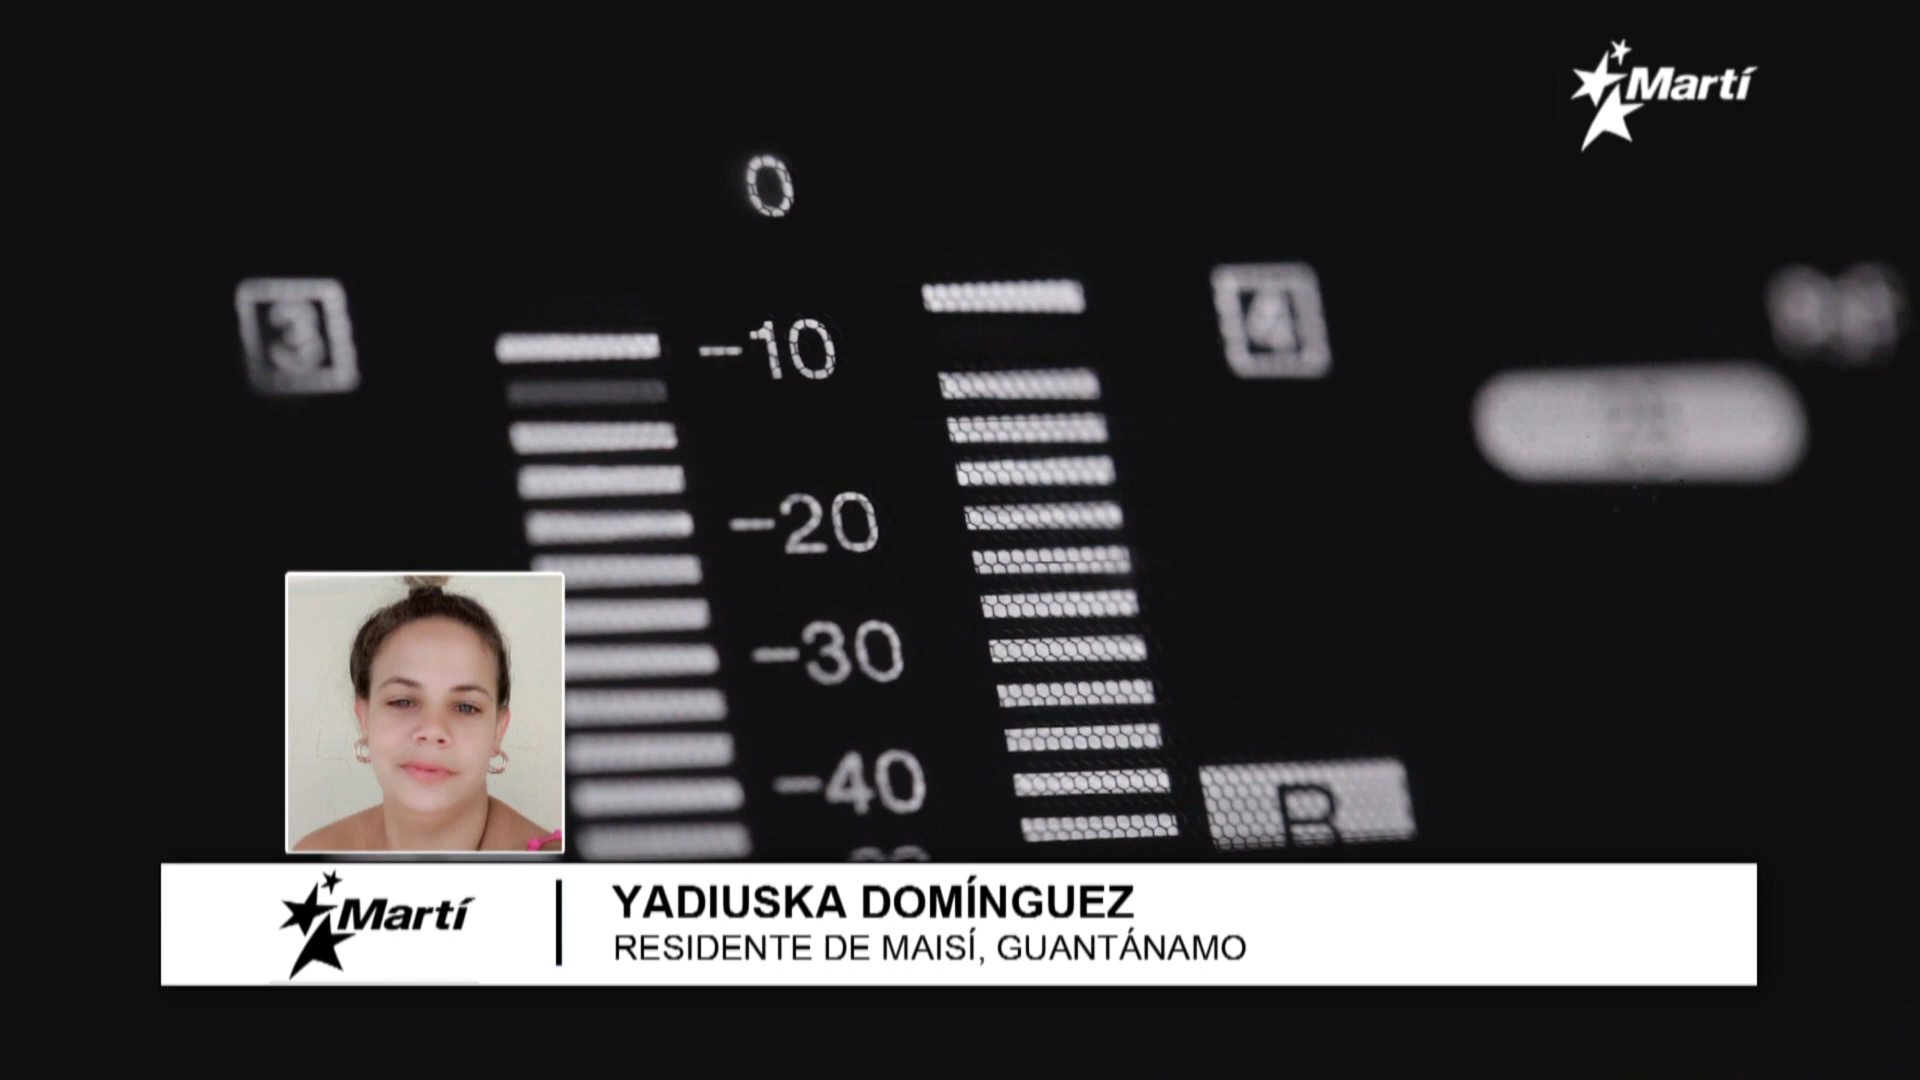 Martí
0
3
4
-10
-20
-30
-40
R
Martí
YADIUSKA DOMÍNGUEZ
RESIDENTE DE MAISÍ, GUANTÁNAMO